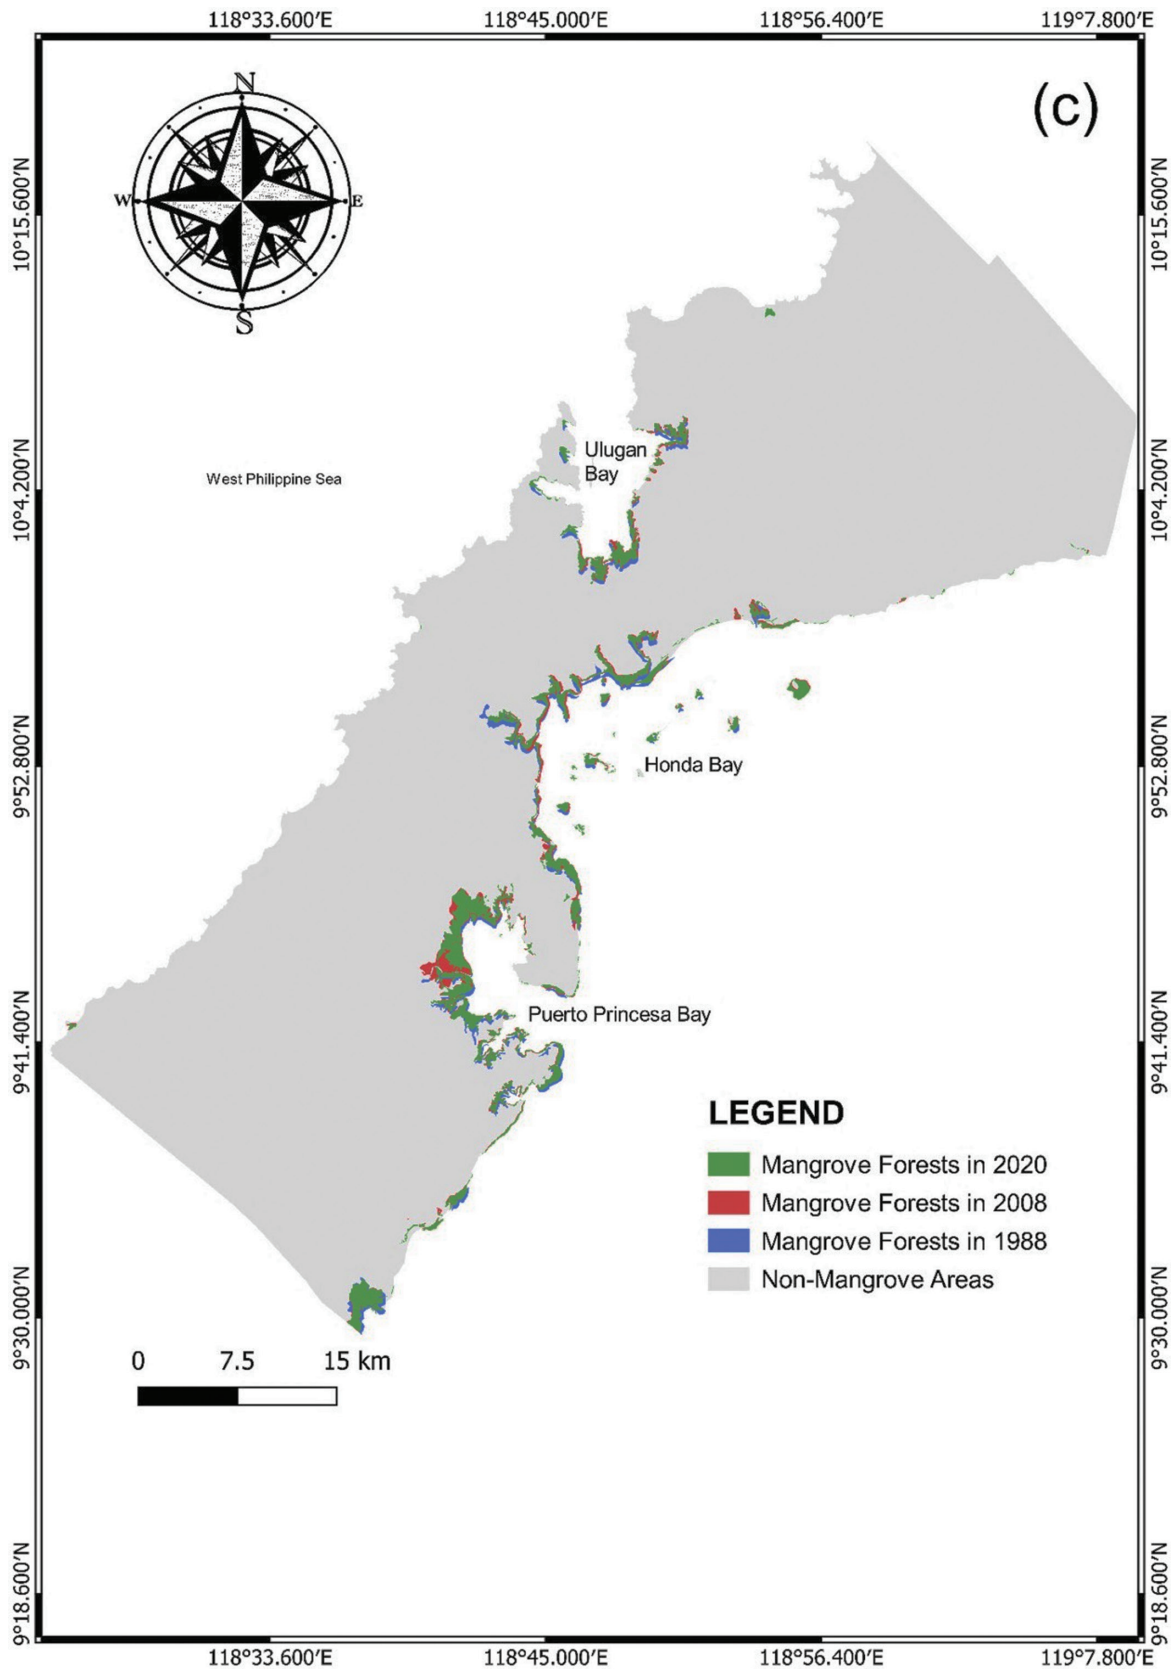 118°33.600′E 118°45.000′E 118°56.400′E 119°7.800′E
(c)
N
W E
S
10°15.600′N 10°15.600′N
Ulugan
Bay
West Philippine Sea
10°4.200′N 10°4.200′N
9°52.800′N 9°52.800′N
Honda Bay
Puerto Princesa Bay
9°41.400′N 9°41.400′N
LEGEND
Mangrove Forests in 2020
Mangrove Forests in 2008
Mangrove Forests in 1988
Non-Mangrove Areas
9°30.000′N 9°30.000′N
0 7.5 15 km
9°18.600′N 9°18.600′N
118°33.600′E 118°45.000′E 118°56.400′E 119°7.800′E